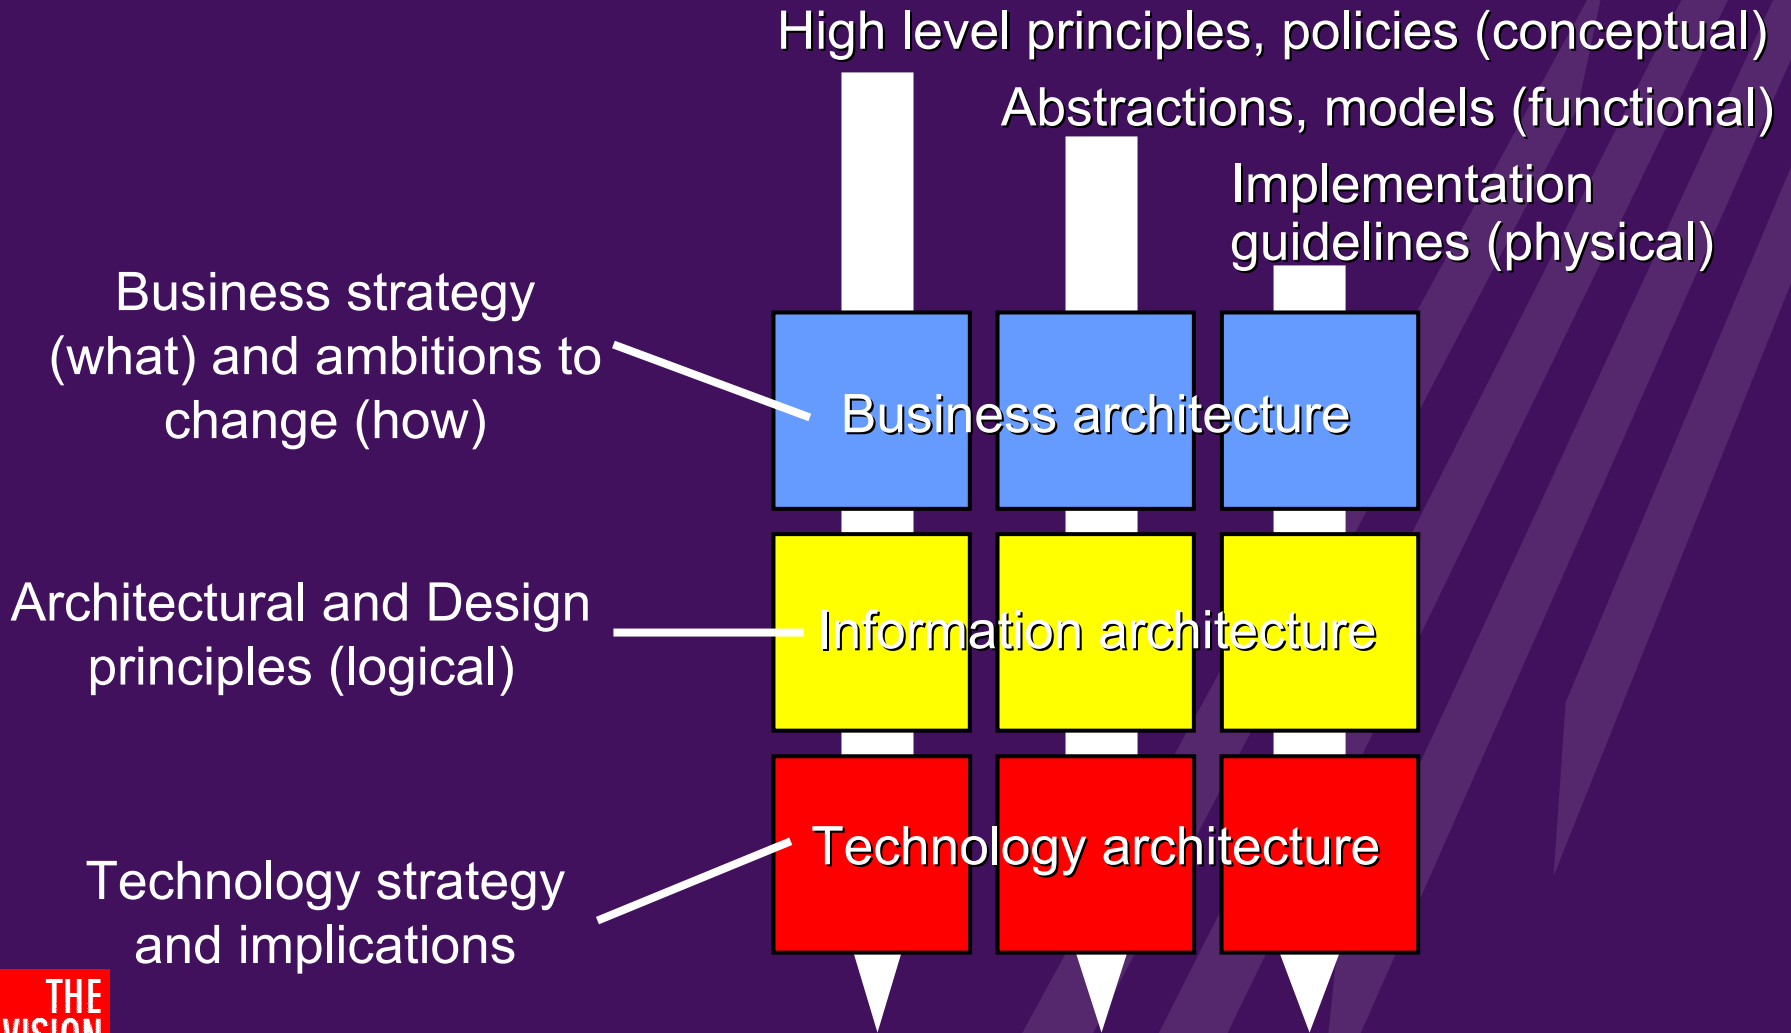 High level principles, policies (conceptual)
Abstractions, models (functional)
Implementation
guidelines (physical)
Business strategy
(what) and ambitions to
change (how)
Business architecture
Architectural and Design
principles (logical)
Information architecture
Technology architecture
Technology strategy
and implications
THE
VISION